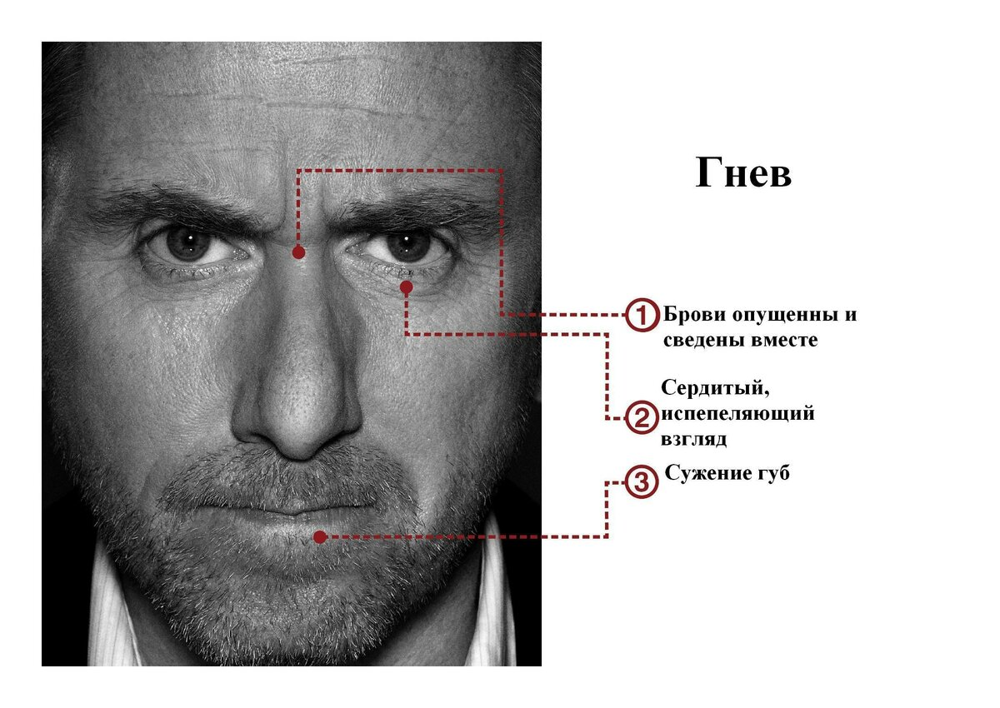 Гнев
1 Брови опущенны и
сведены вместе
Сердитый,
2 испепеляющий
взгляд
3 Сужение губ